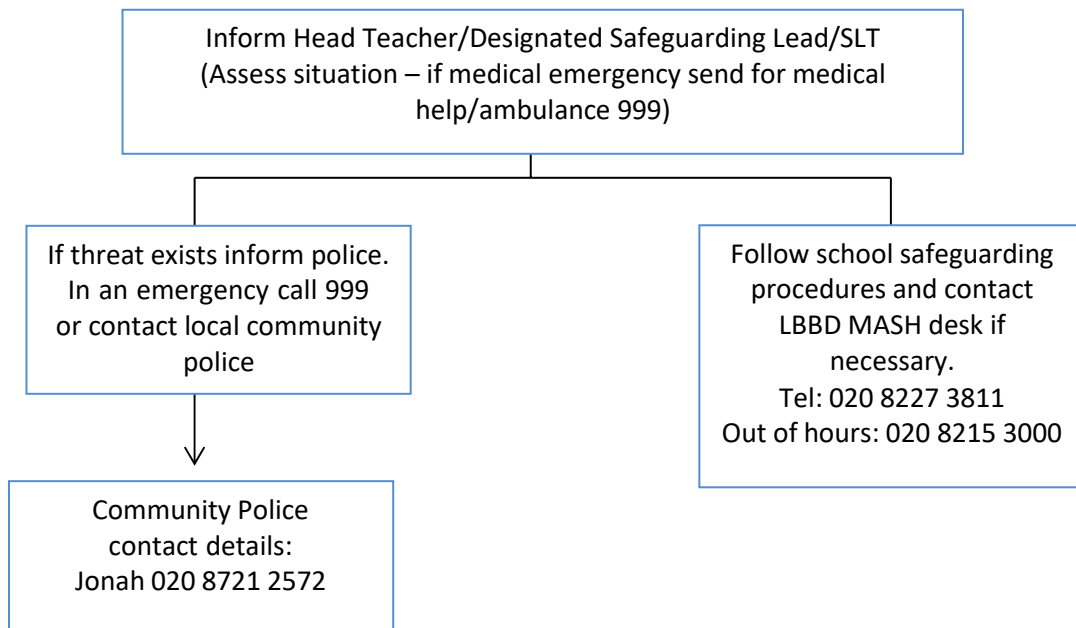 Inform Head Teacher/Designated Safeguarding Lead/SLT
(Assess situation – if medical emergency send for medical
help/ambulance 999)
If threat exists inform police.
In an emergency call 999
or contact local community
police
Follow school safeguarding
procedures and contact
LBBD MASH desk if
necessary.
Tel: 020 8227 3811
Out of hours: 020 8215 3000
Community Police
contact details:
Jonah 020 8721 2572